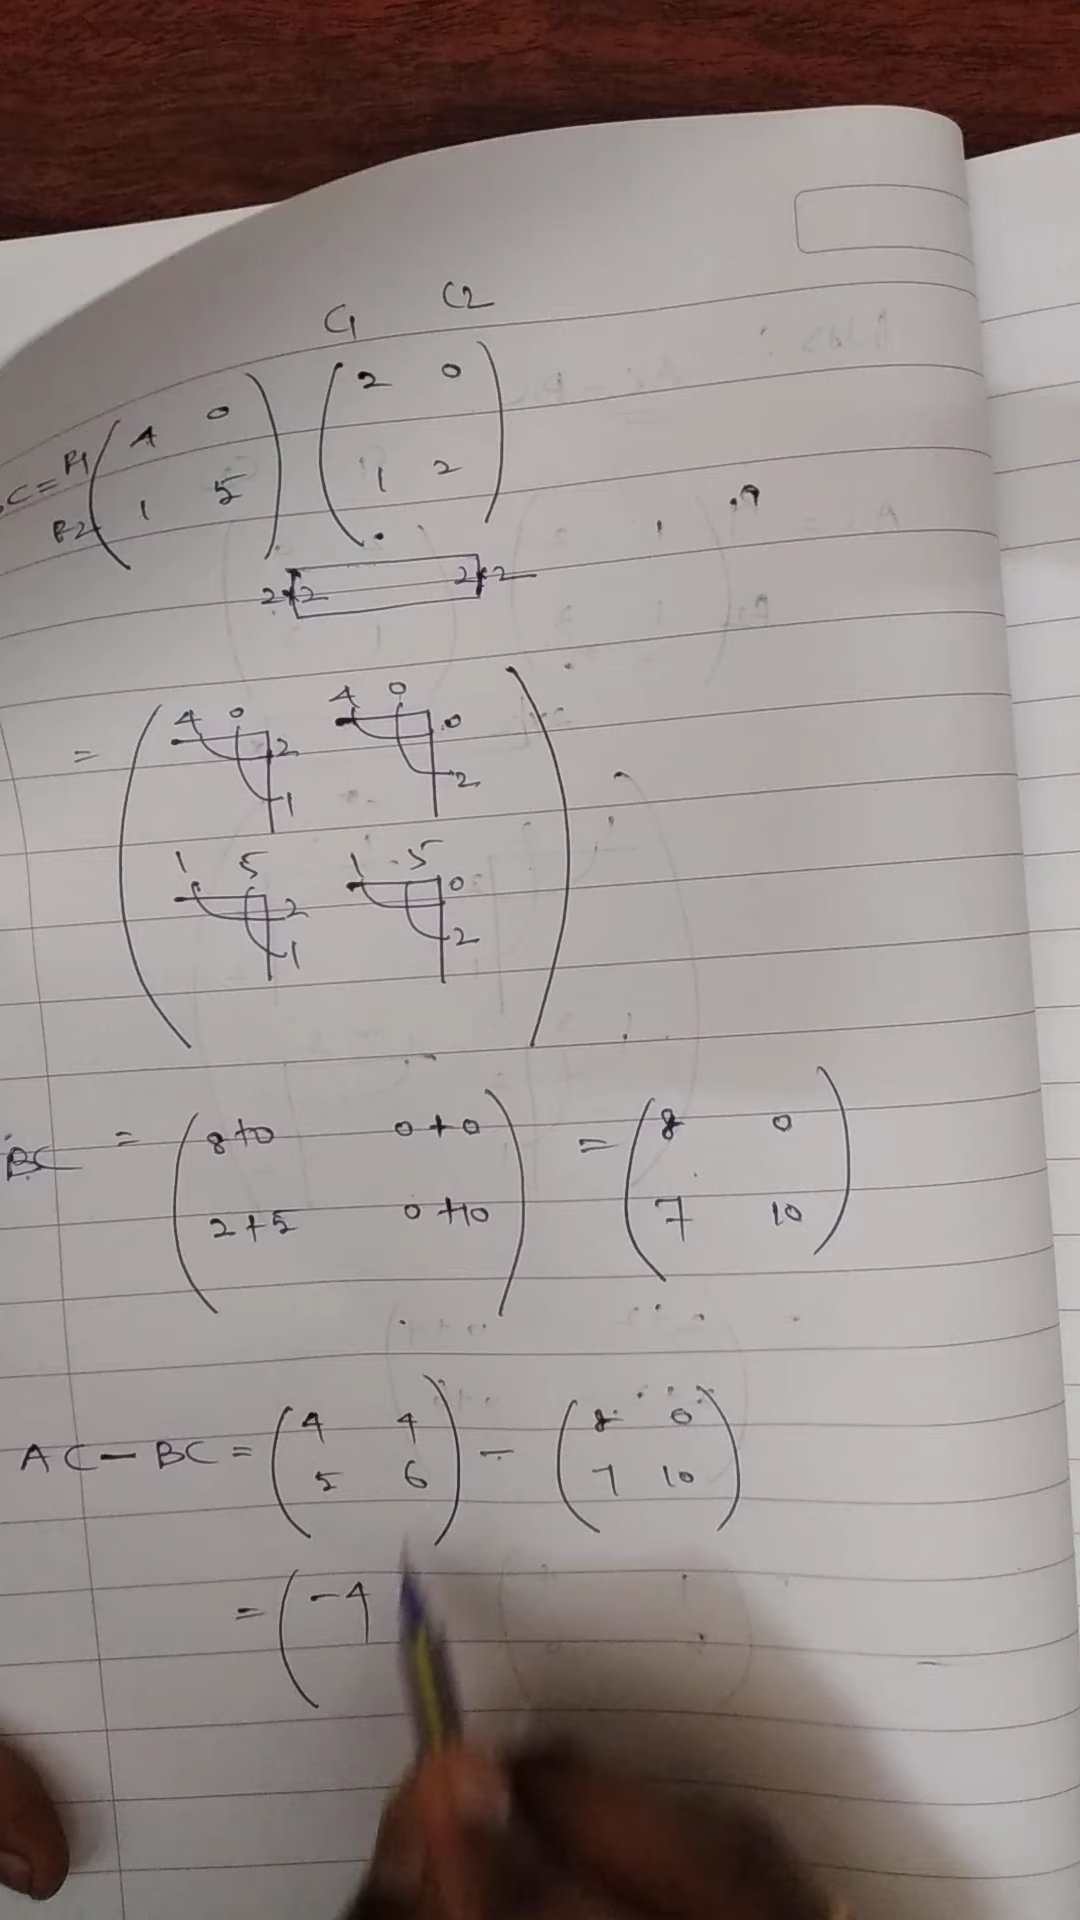 C1 C2
C = R1 ( 4 0 ) ( 2 0 )
R2 ( 1 5 ) ( 1 2 )
2×2 2×2
4 0 4 0
= ( 2 0 )
1 2
1 5 1 5
2 0
1 2
BC = ( 8+0 0+0 ) = ( 8 0 )
( 2+5 0+10 ) ( 7 10 )
AC - BC = ( 4 4 ) - ( 8 0 )
( 5 6 ) ( 7 10 )
= ( -4